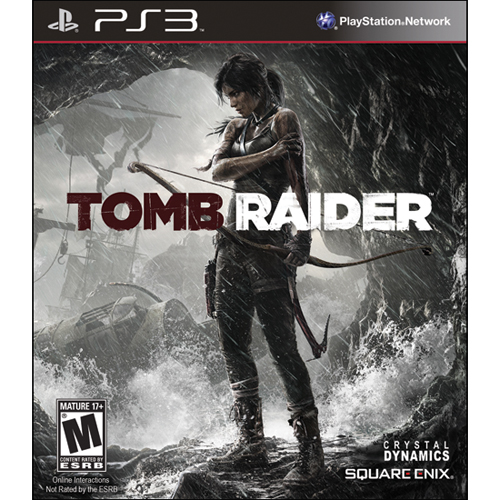 PS3
PlayStation®Network
TOMB RAIDER™
MATURE 17+
M
CONTENT RATED BY
ESRB
Online Interactions
Not Rated by the ESRB
CRYSTAL
DYNAMICS
SQUARE ENIX